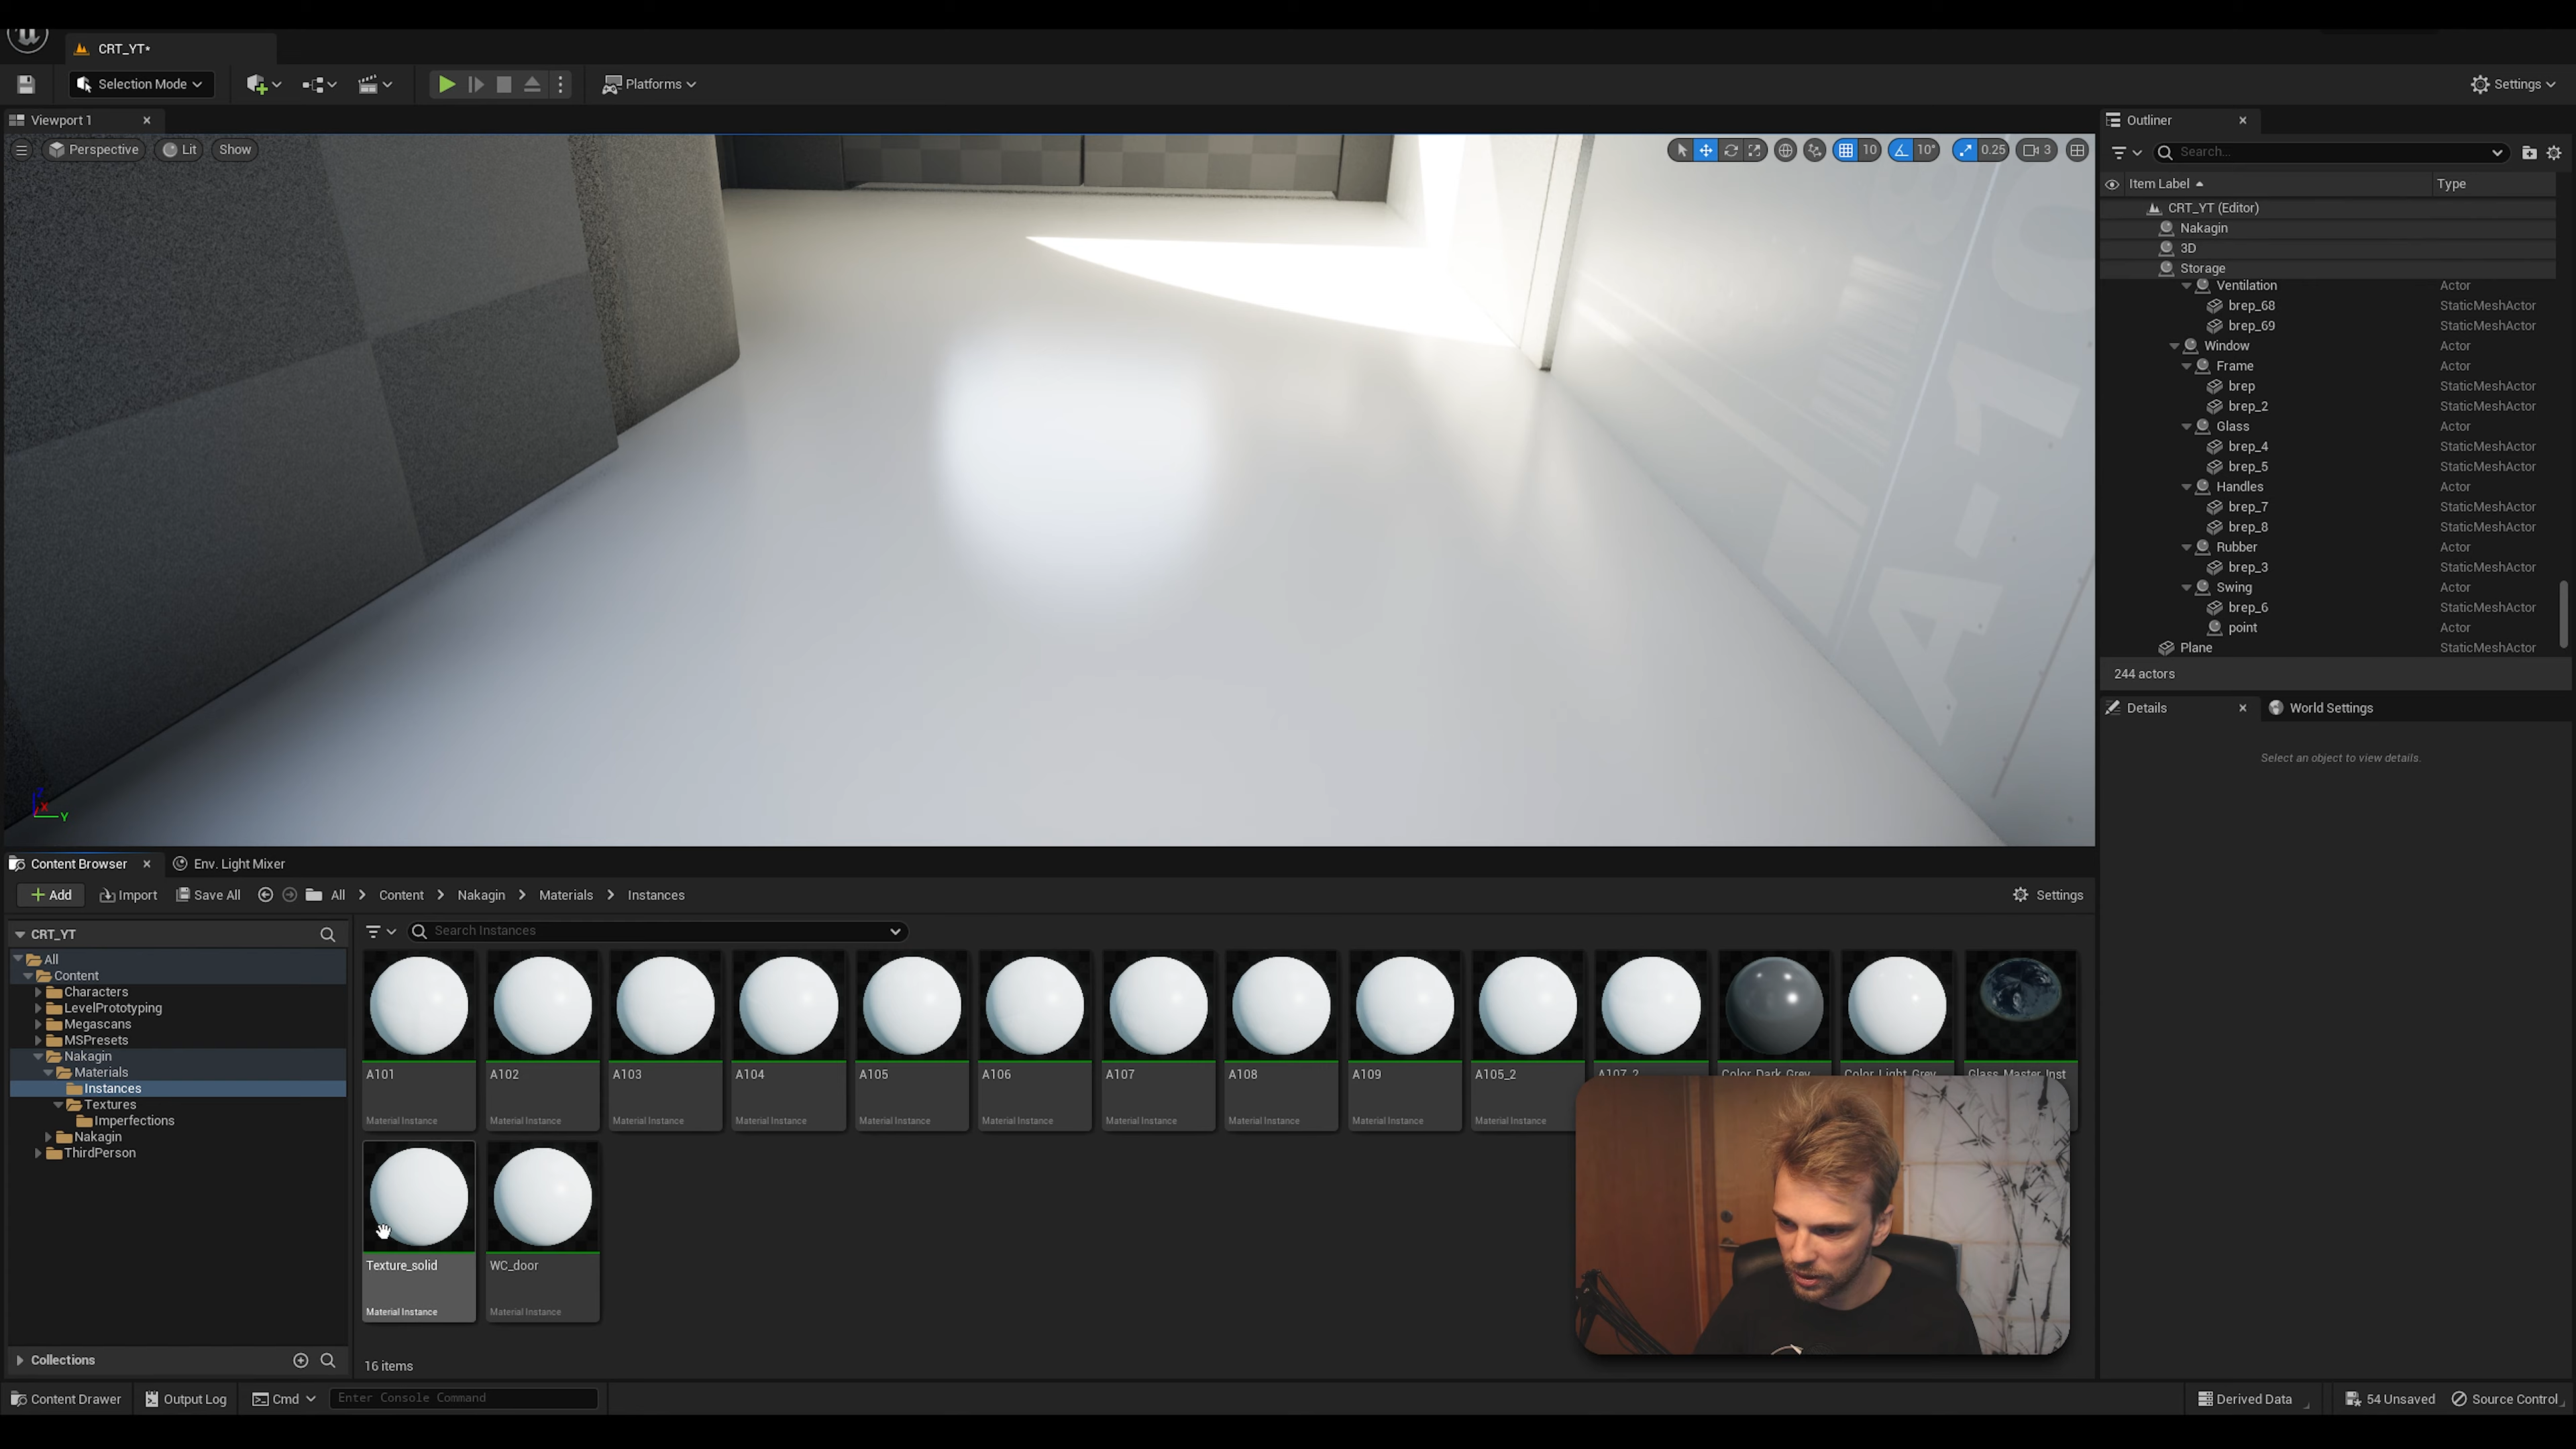 CRT_YT*
Selection Mode
Platforms
Settings
Viewport 1
Perspective
Lit
Show
10
10°
0.25
3
Outliner
Search...
Item Label
Type
CRT_YT (Editor)
Nakagin
3D
Storage
Ventilation Actor
brep_68 StaticMeshActor
brep_69 StaticMeshActor
Window Actor
Frame Actor
brep StaticMeshActor
brep_2 StaticMeshActor
Glass Actor
brep_4 StaticMeshActor
brep_5 StaticMeshActor
Handles Actor
brep_7 StaticMeshActor
brep_8 StaticMeshActor
Rubber Actor
brep_3 StaticMeshActor
Swing Actor
brep_6 StaticMeshActor
point Actor
Plane StaticMeshActor
244 actors
Details
World Settings
Select an object to view details.
X
Y
Content Browser
Env. Light Mixer
Add
Import
Save All
All > Content > Nakagin > Materials > Instances
Settings
CRT_YT
Search Instances
All
Content
Characters
LevelPrototyping
Megascans
MSPresets
Nakagin
Materials
Instances
Textures
Imperfections
Nakagin
ThirdPerson
A101 A102 A103 A104 A105 A106 A107 A108 A109 A105_2 A107_2 Color_Dark_Grey Color_Light_Grey Glass_Master_Inst
Material Instance Material Instance Material Instance Material Instance Material Instance Material Instance Material Instance Material Instance Material Instance Material Instance
Texture_solid WC_door
Material Instance Material Instance
Collections
16 items
Content Drawer
Output Log
Cmd
Enter Console Command
Derived Data
54 Unsaved
Source Control